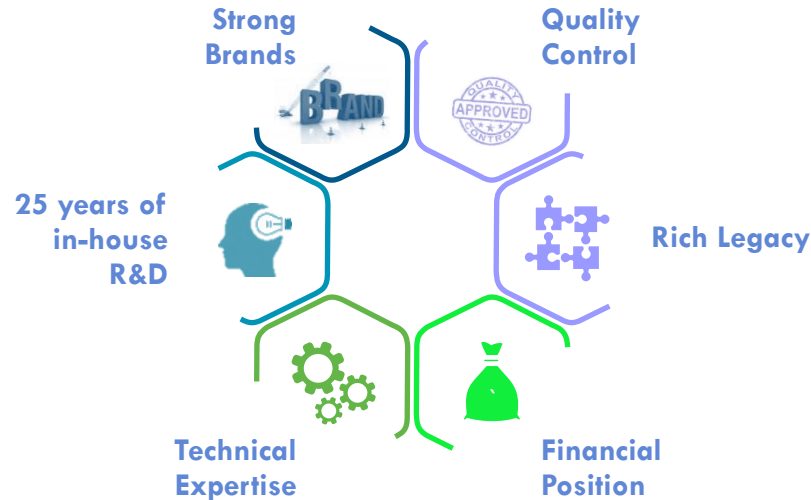 Strong
Brands
BRAND
Quality
Control
QUALITY
APPROVED
CONTROL
25 years of
in-house
R&D
Rich Legacy
Technical
Expertise
Financial
Position